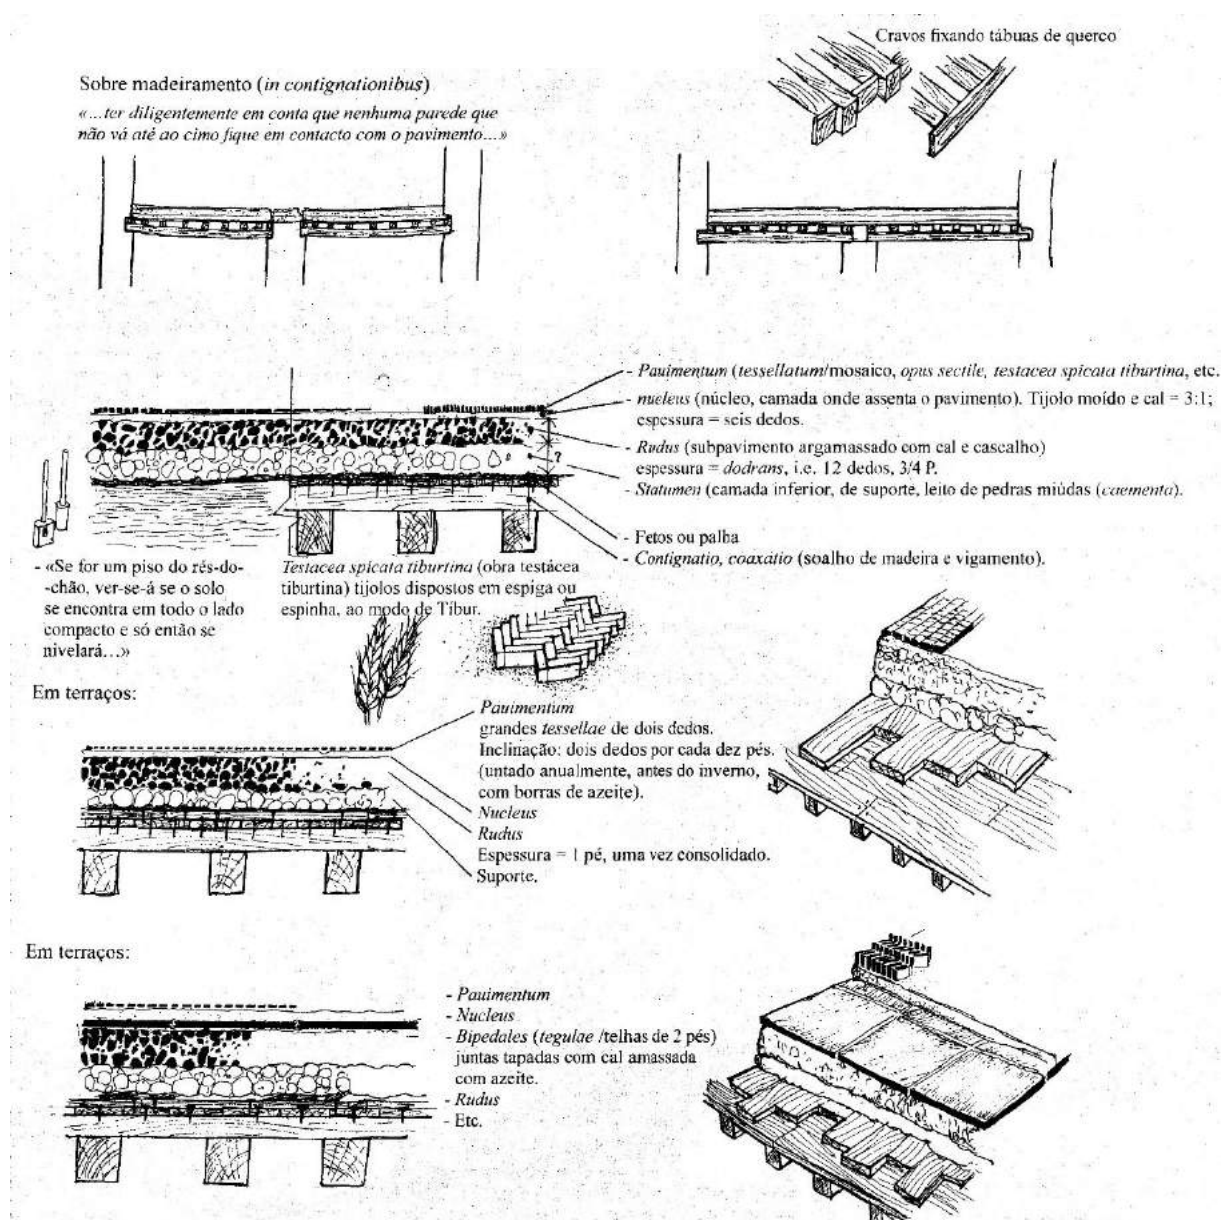 Cravos fixando tábuas de querco
Sobre madeiramento (in contignationibus)
«...ter diligentemente em conta que nenhuma parede que
não vá até ao cimo fique em contacto com o pavimento...»
- Pauimentum (tessellatum/mosaico, opus sectile, testacea spicata tiburtina, etc.
- nueleus (núcleo, camada onde assenta o pavimento). Tijolo moído e cal = 3:1;
espessura = seis dedos.
- Rudus (subpavimento argamassado com cal e cascalho)
espessura = dodrans, i.e. 12 dedos, 3/4 P.
- Statumen (camada inferior, de suporte, leito de pedras miúdas (caementa).
?
- Fetos ou palha
- Contignatio, coaxatio (soalho de madeira e vigamento).
- «Se for um piso do rés-do-
-chão, ver-se-á se o solo
se encontra em todo o lado
compacto e só então se
nivelará...»
Testacea spicata tiburtina (obra testácea
tiburtina) tijolos dispostos em espiga ou
espinha, ao modo de Tíbur.
Em terraços:
Pauimentum
grandes tessellae de dois dedos.
Inclinação: dois dedos por cada dez pés.
(untado anualmente, antes do inverno,
com borras de azeite).
Nucleus
Rudus
Espessura = 1 pé, uma vez consolidado.
Suporte.
Em terraços:
- Pauimentum
- Nucleus
- Bipedales (tegulae /telhas de 2 pés)
juntas tapadas com cal amassada
com azeite.
- Rudus
- Etc.